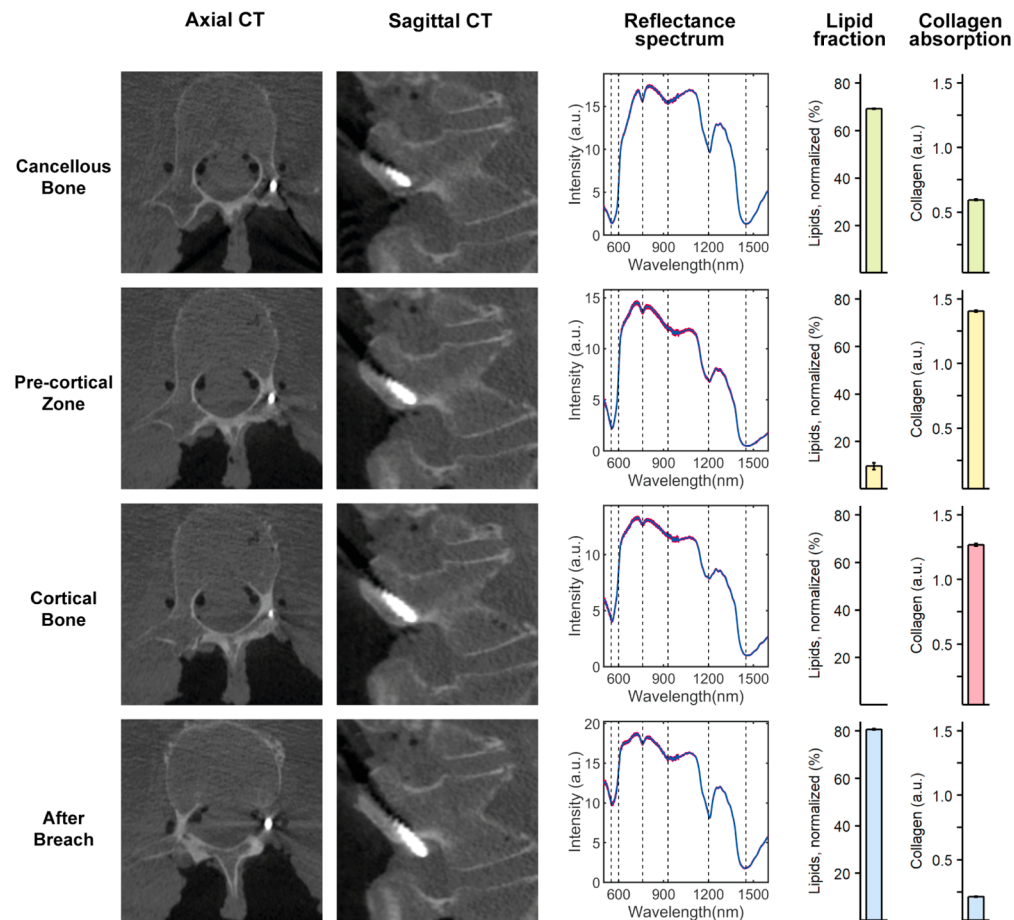 Axial CT
Sagittal CT
Reflectance
spectrum
Lipid
fraction
Collagen
absorption
Cancellous
Bone
Intensity (a.u.)
15
10
5
0
600 900 1200 1500
Wavelength(nm)
Lipids, normalized (%)
80
60
40
20
Collagen (a.u.)
1.5
1.0
0.5
Pre-cortical
Zone
Intensity (a.u.)
15
10
5
0
600 900 1200 1500
Wavelength(nm)
Lipids, normalized (%)
80
60
40
20
Collagen (a.u.)
1.5
1.0
0.5
Cortical
Bone
Intensity (a.u.)
10
5
0
600 900 1200 1500
Wavelength(nm)
Lipids, normalized (%)
80
60
40
20
Collagen (a.u.)
1.5
1.0
0.5
After
Breach
Intensity (a.u.)
20
15
10
5
0
600 900 1200 1500
Wavelength(nm)
Lipids, normalized (%)
80
60
40
20
Collagen (a.u.)
1.5
1.0
0.5